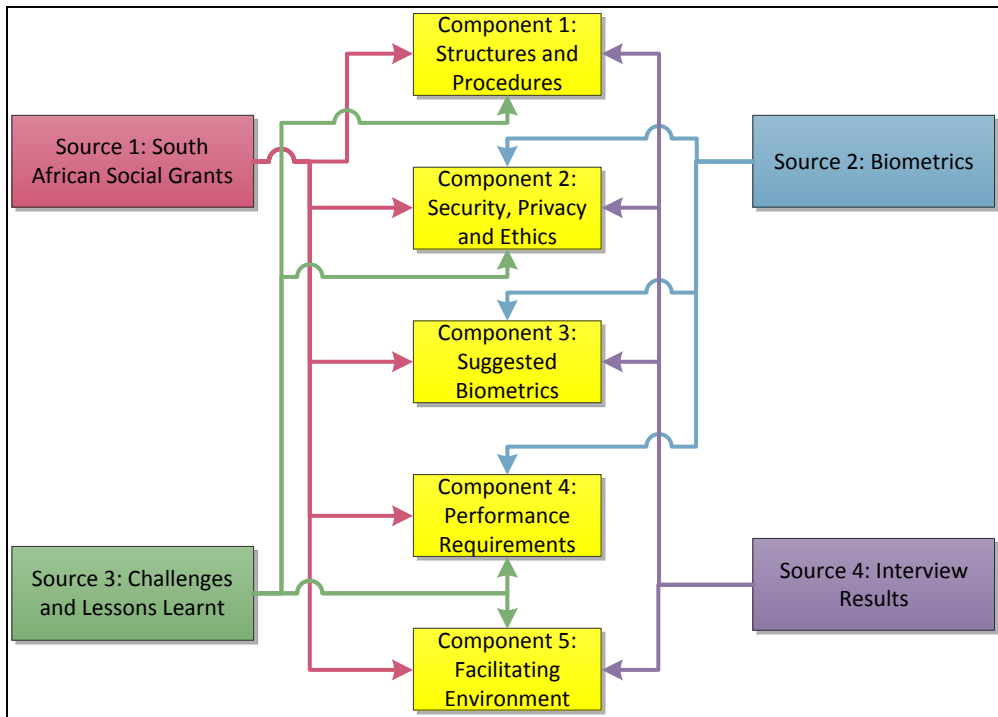 Component 1:
Structures and
Procedures
Source 1: South
African Social Grants
Source 2: Biometrics
Component 2:
Security, Privacy
and Ethics
Component 3:
Suggested
Biometrics
Component 4:
Performance
Requirements
Source 3: Challenges
and Lessons Learnt
Source 4: Interview
Results
Component 5:
Facilitating
Environment